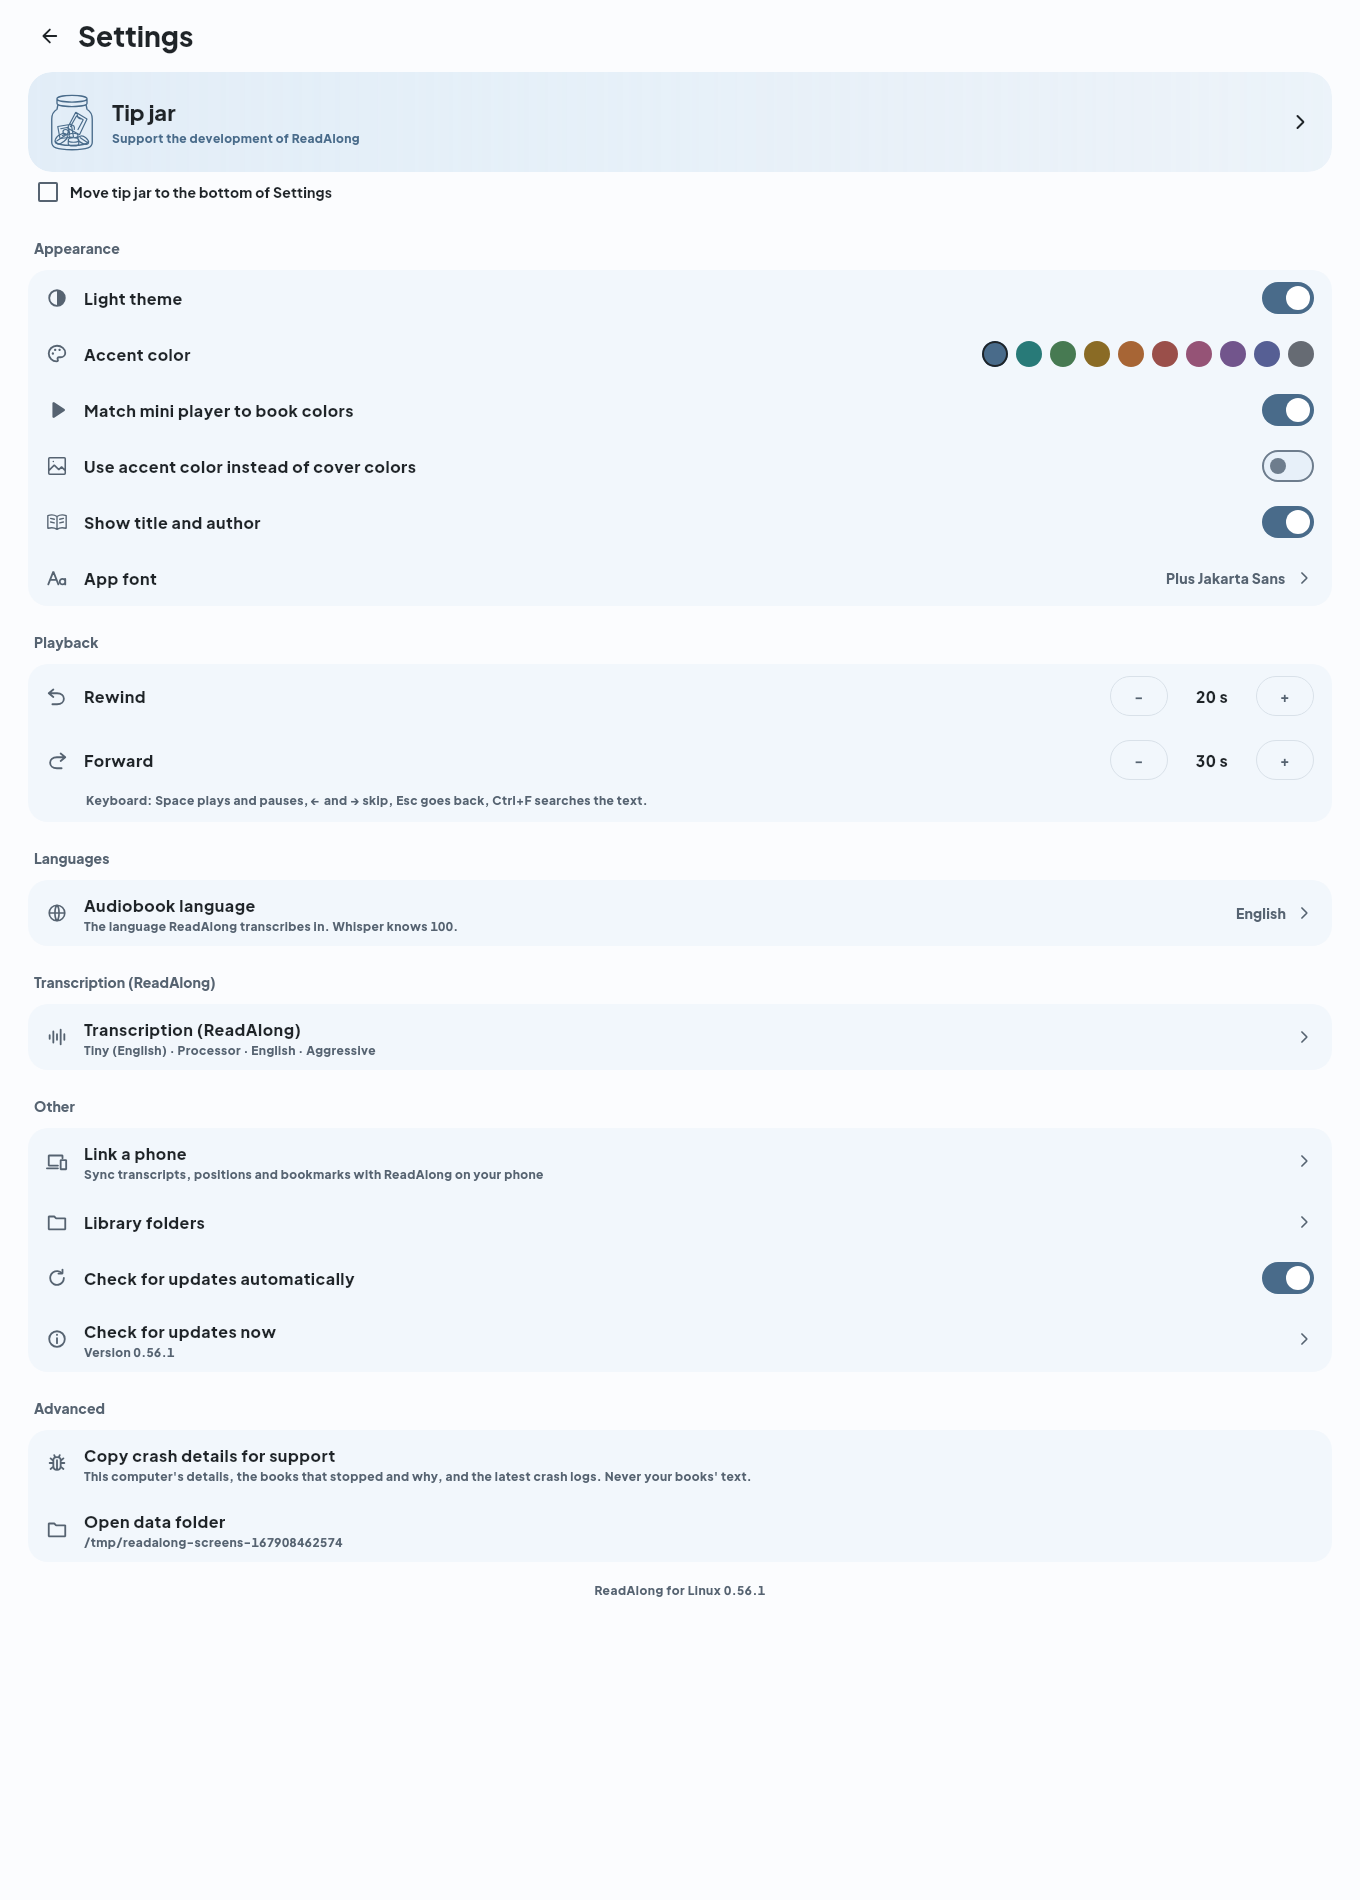 Settings
Tip jar
Support the development of ReadAlong
Move tip jar to the bottom of Settings
Appearance
Light theme
Accent color
Match mini player to book colors
Use accent color instead of cover colors
Show title and author
Aa App font Plus Jakarta Sans
Playback
Rewind - 20 s +
Forward - 30 s +
Keyboard: Space plays and pauses, ← and → skip, Esc goes back, Ctrl+F searches the text.
Languages
Audiobook language
The language ReadAlong transcribes in. Whisper knows 100.
English
Transcription (ReadAlong)
Transcription (ReadAlong)
Tiny (English) · Processor · English · Aggressive
Other
Link a phone
Sync transcripts, positions and bookmarks with ReadAlong on your phone
Library folders
Check for updates automatically
Check for updates now
Version 0.56.1
Advanced
Copy crash details for support
This computer's details, the books that stopped and why, and the latest crash logs. Never your books' text.
Open data folder
/tmp/readalong-screens-167908462574
ReadAlong for Linux 0.56.1